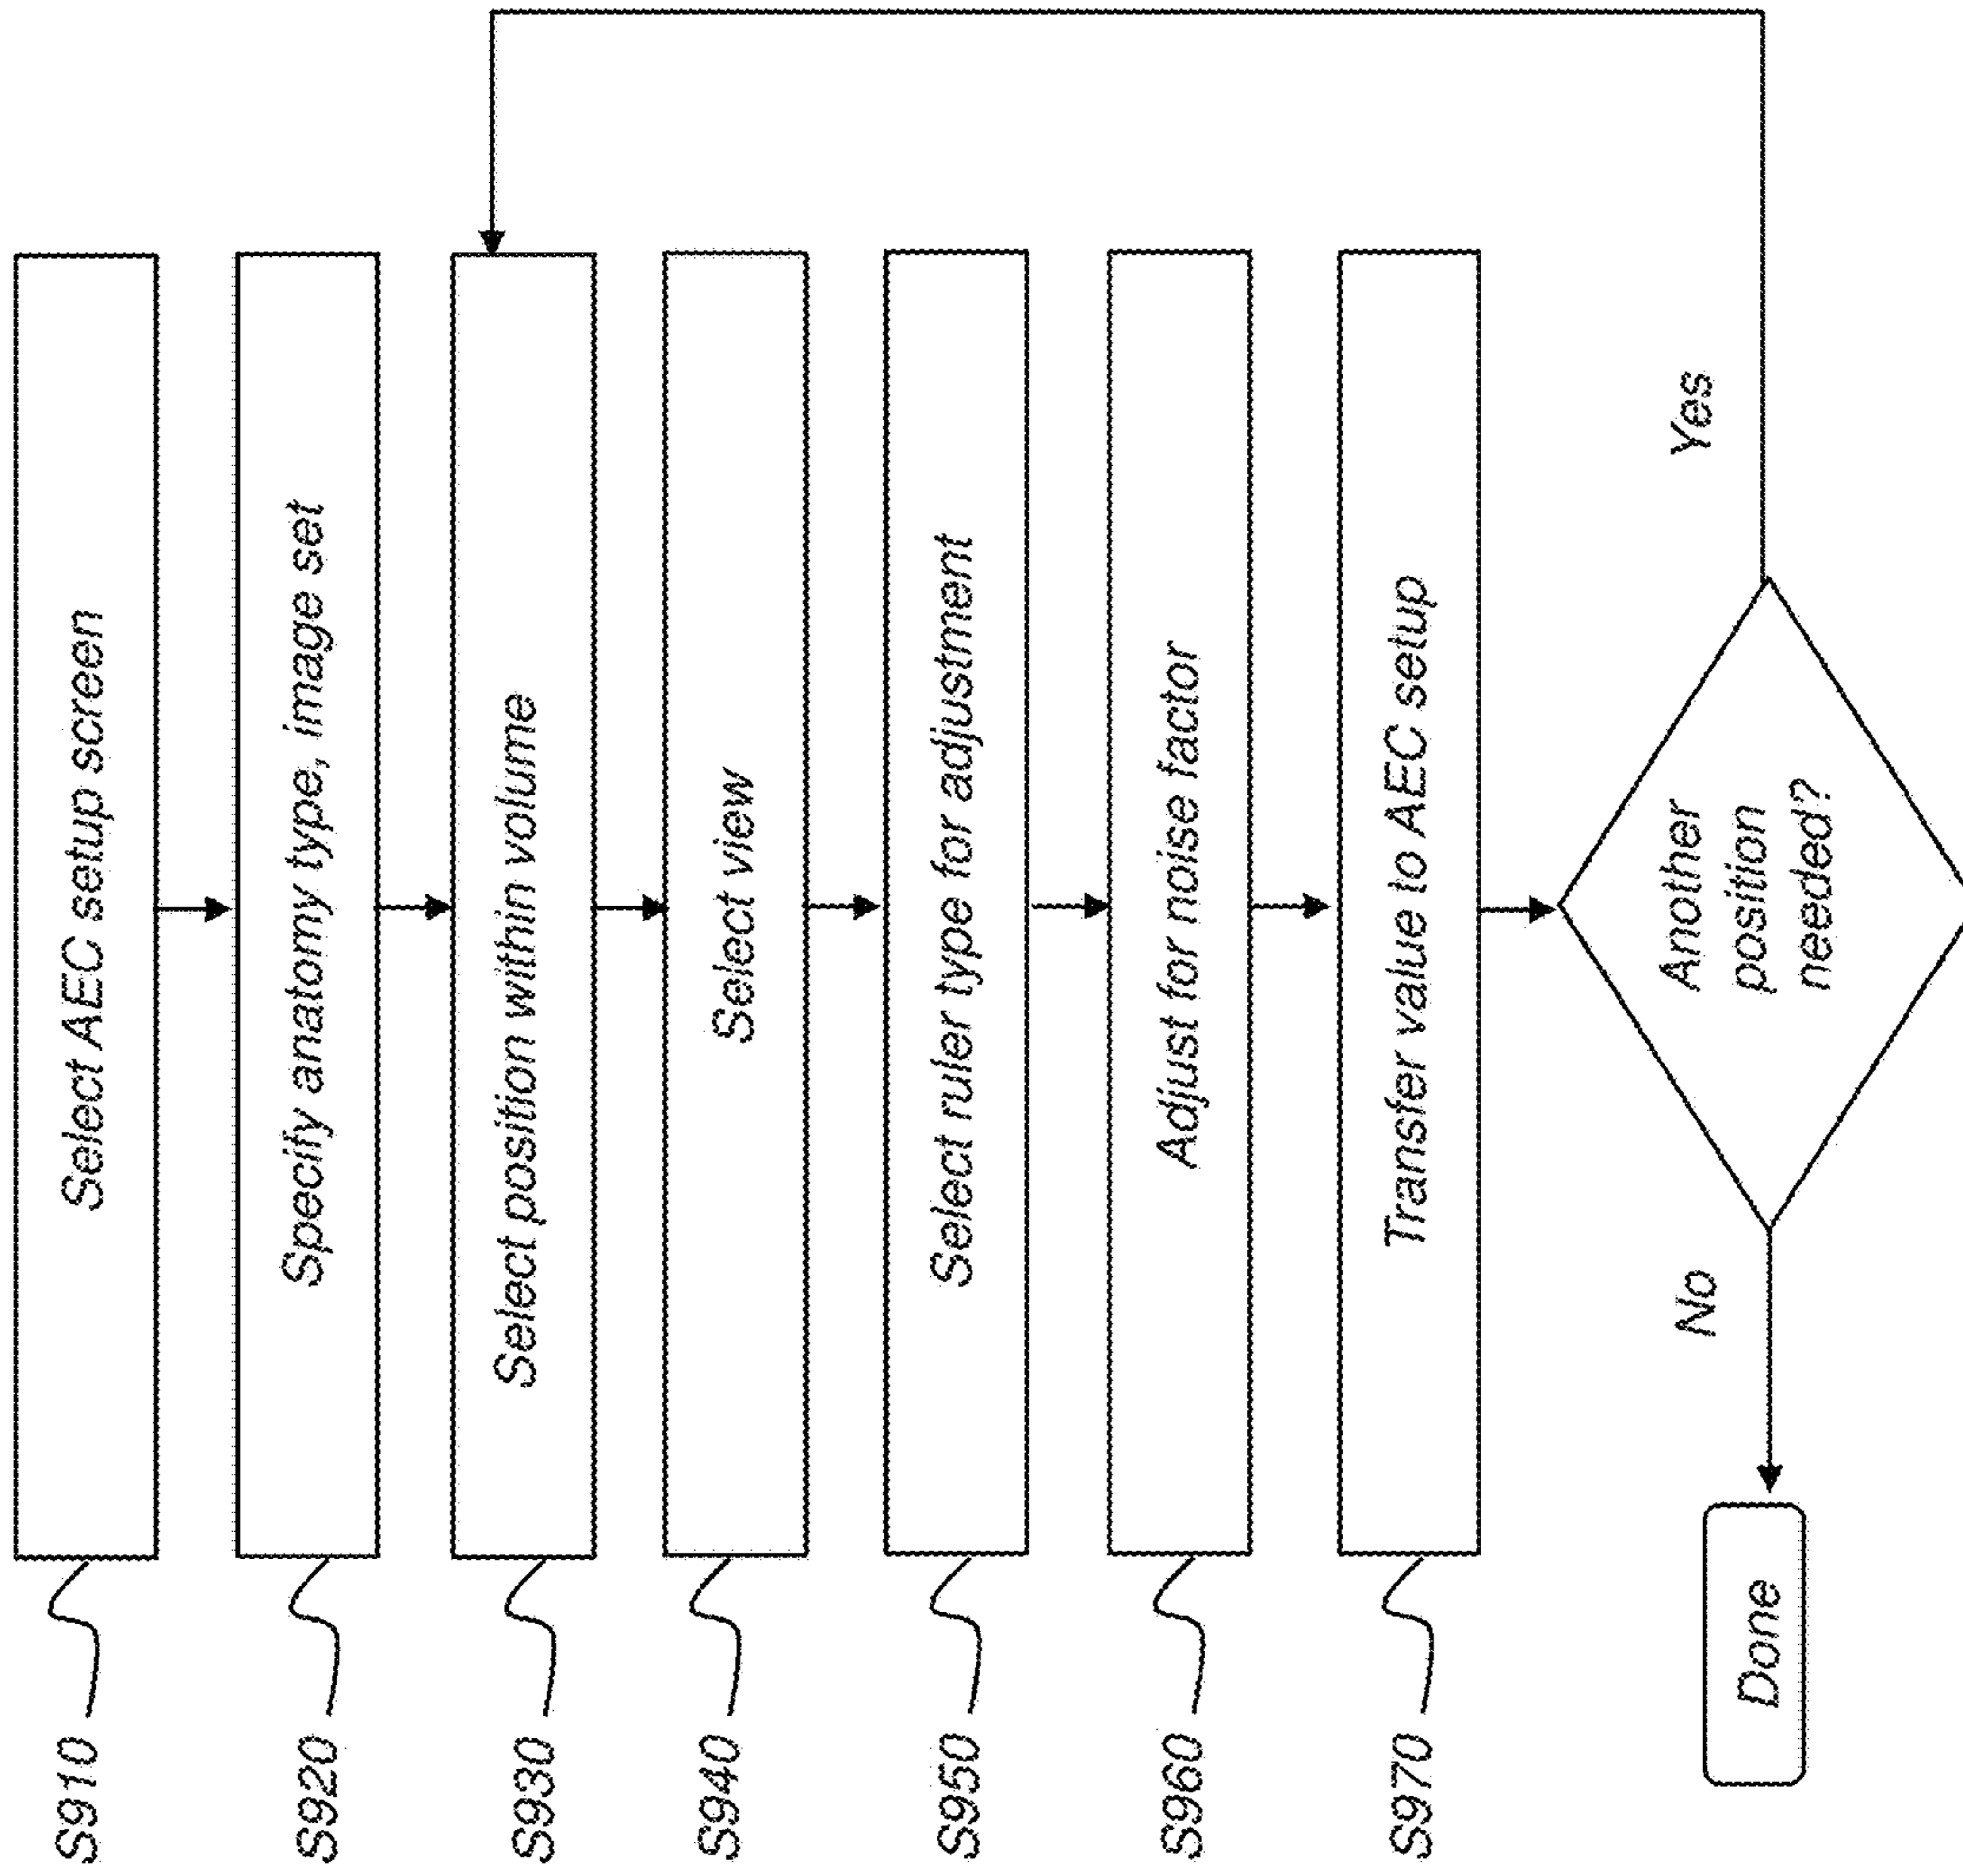 S910
Select AEC setup screen
S920
Specify anatomy type, image set
S930
Select position within volume
S940
Select view
S950
Select ruler type for adjustment
S960
Adjust for noise factor
S970
Transfer value to AEC setup
Another
position
needed?
Yes
No
Done